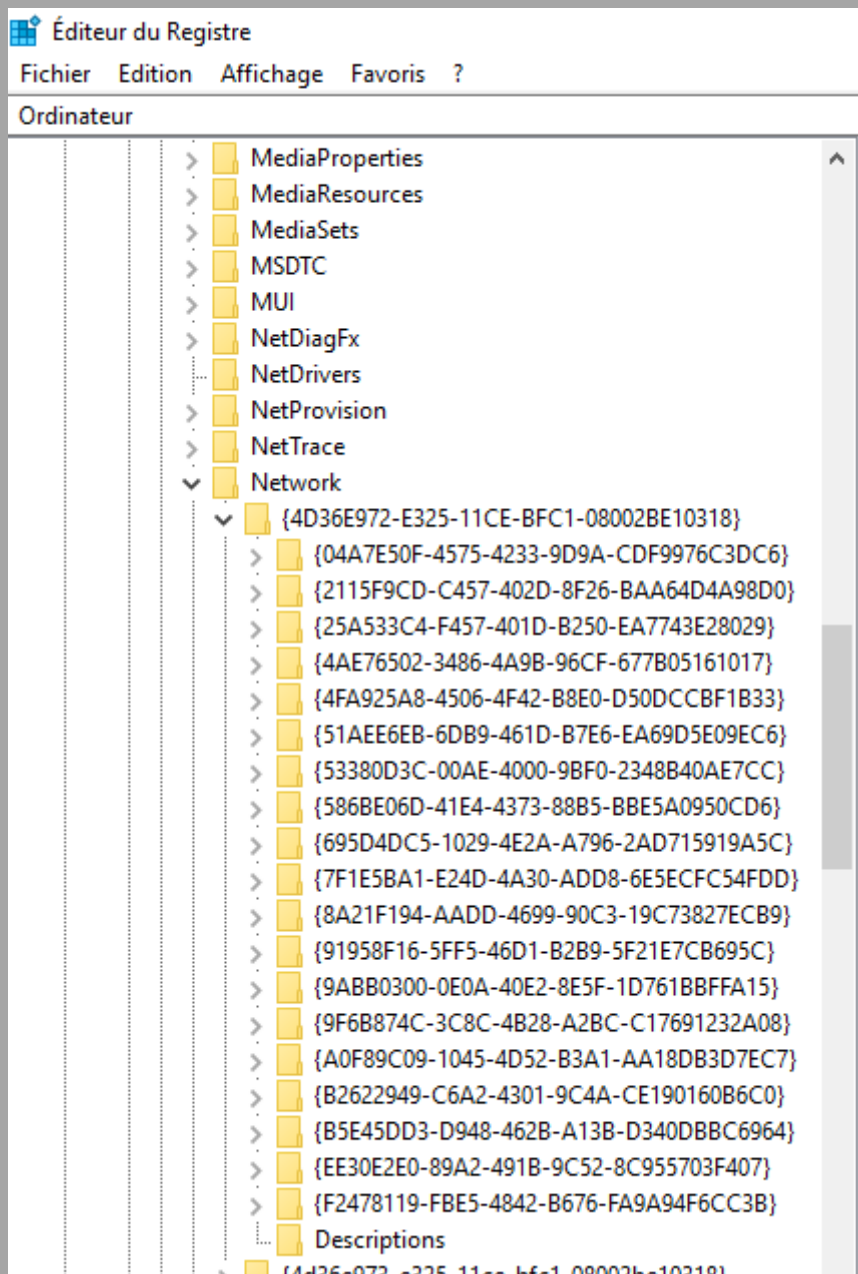 Éditeur du Registre
Fichier Edition Affichage Favoris ?
Ordinateur
MediaProperties
MediaResources
MediaSets
MSDTC
MUI
NetDiagFx
NetDrivers
NetProvision
NetTrace
Network
{4D36E972-E325-11CE-BFC1-08002BE10318}
{04A7E50F-4575-4233-9D9A-CDF9976C3DC6}
{2115F9CD-C457-402D-8F26-BAA64D4A98D0}
{25A533C4-F457-401D-B250-EA7743E28029}
{4AE76502-3486-4A9B-96CF-677B05161017}
{4FA925A8-4506-4F42-B8E0-D50DCCBF1B33}
{51AEE6EB-6DB9-461D-B7E6-EA69D5E09EC6}
{53380D3C-00AE-4000-9BF0-2348B40AE7CC}
{586BE06D-41E4-4373-88B5-BBE5A0950CD6}
{695D4DC5-1029-4E2A-A796-2AD715919A5C}
{7F1E5BA1-E24D-4A30-ADD8-6E5ECFC54FDD}
{8A21F194-AADD-4699-90C3-19C73827ECB9}
{91958F16-5FF5-46D1-B2B9-5F21E7CB695C}
{9ABB0300-0E0A-40E2-8E5F-1D761BBFFA15}
{9F6B874C-3C8C-4B28-A2BC-C17691232A08}
{A0F89C09-1045-4D52-B3A1-AA18DB3D7EC7}
{B2622949-C6A2-4301-9C4A-CE190160B6C0}
{B5E45DD3-D948-462B-A13B-D340DBBC6964}
{EE30E2E0-89A2-491B-9C52-8C955703F407}
{F2478119-FBE5-4842-B676-FA9A94F6CC3B}
Descriptions
{4d36e973-e325-11ce-bfc1-08002be10318}